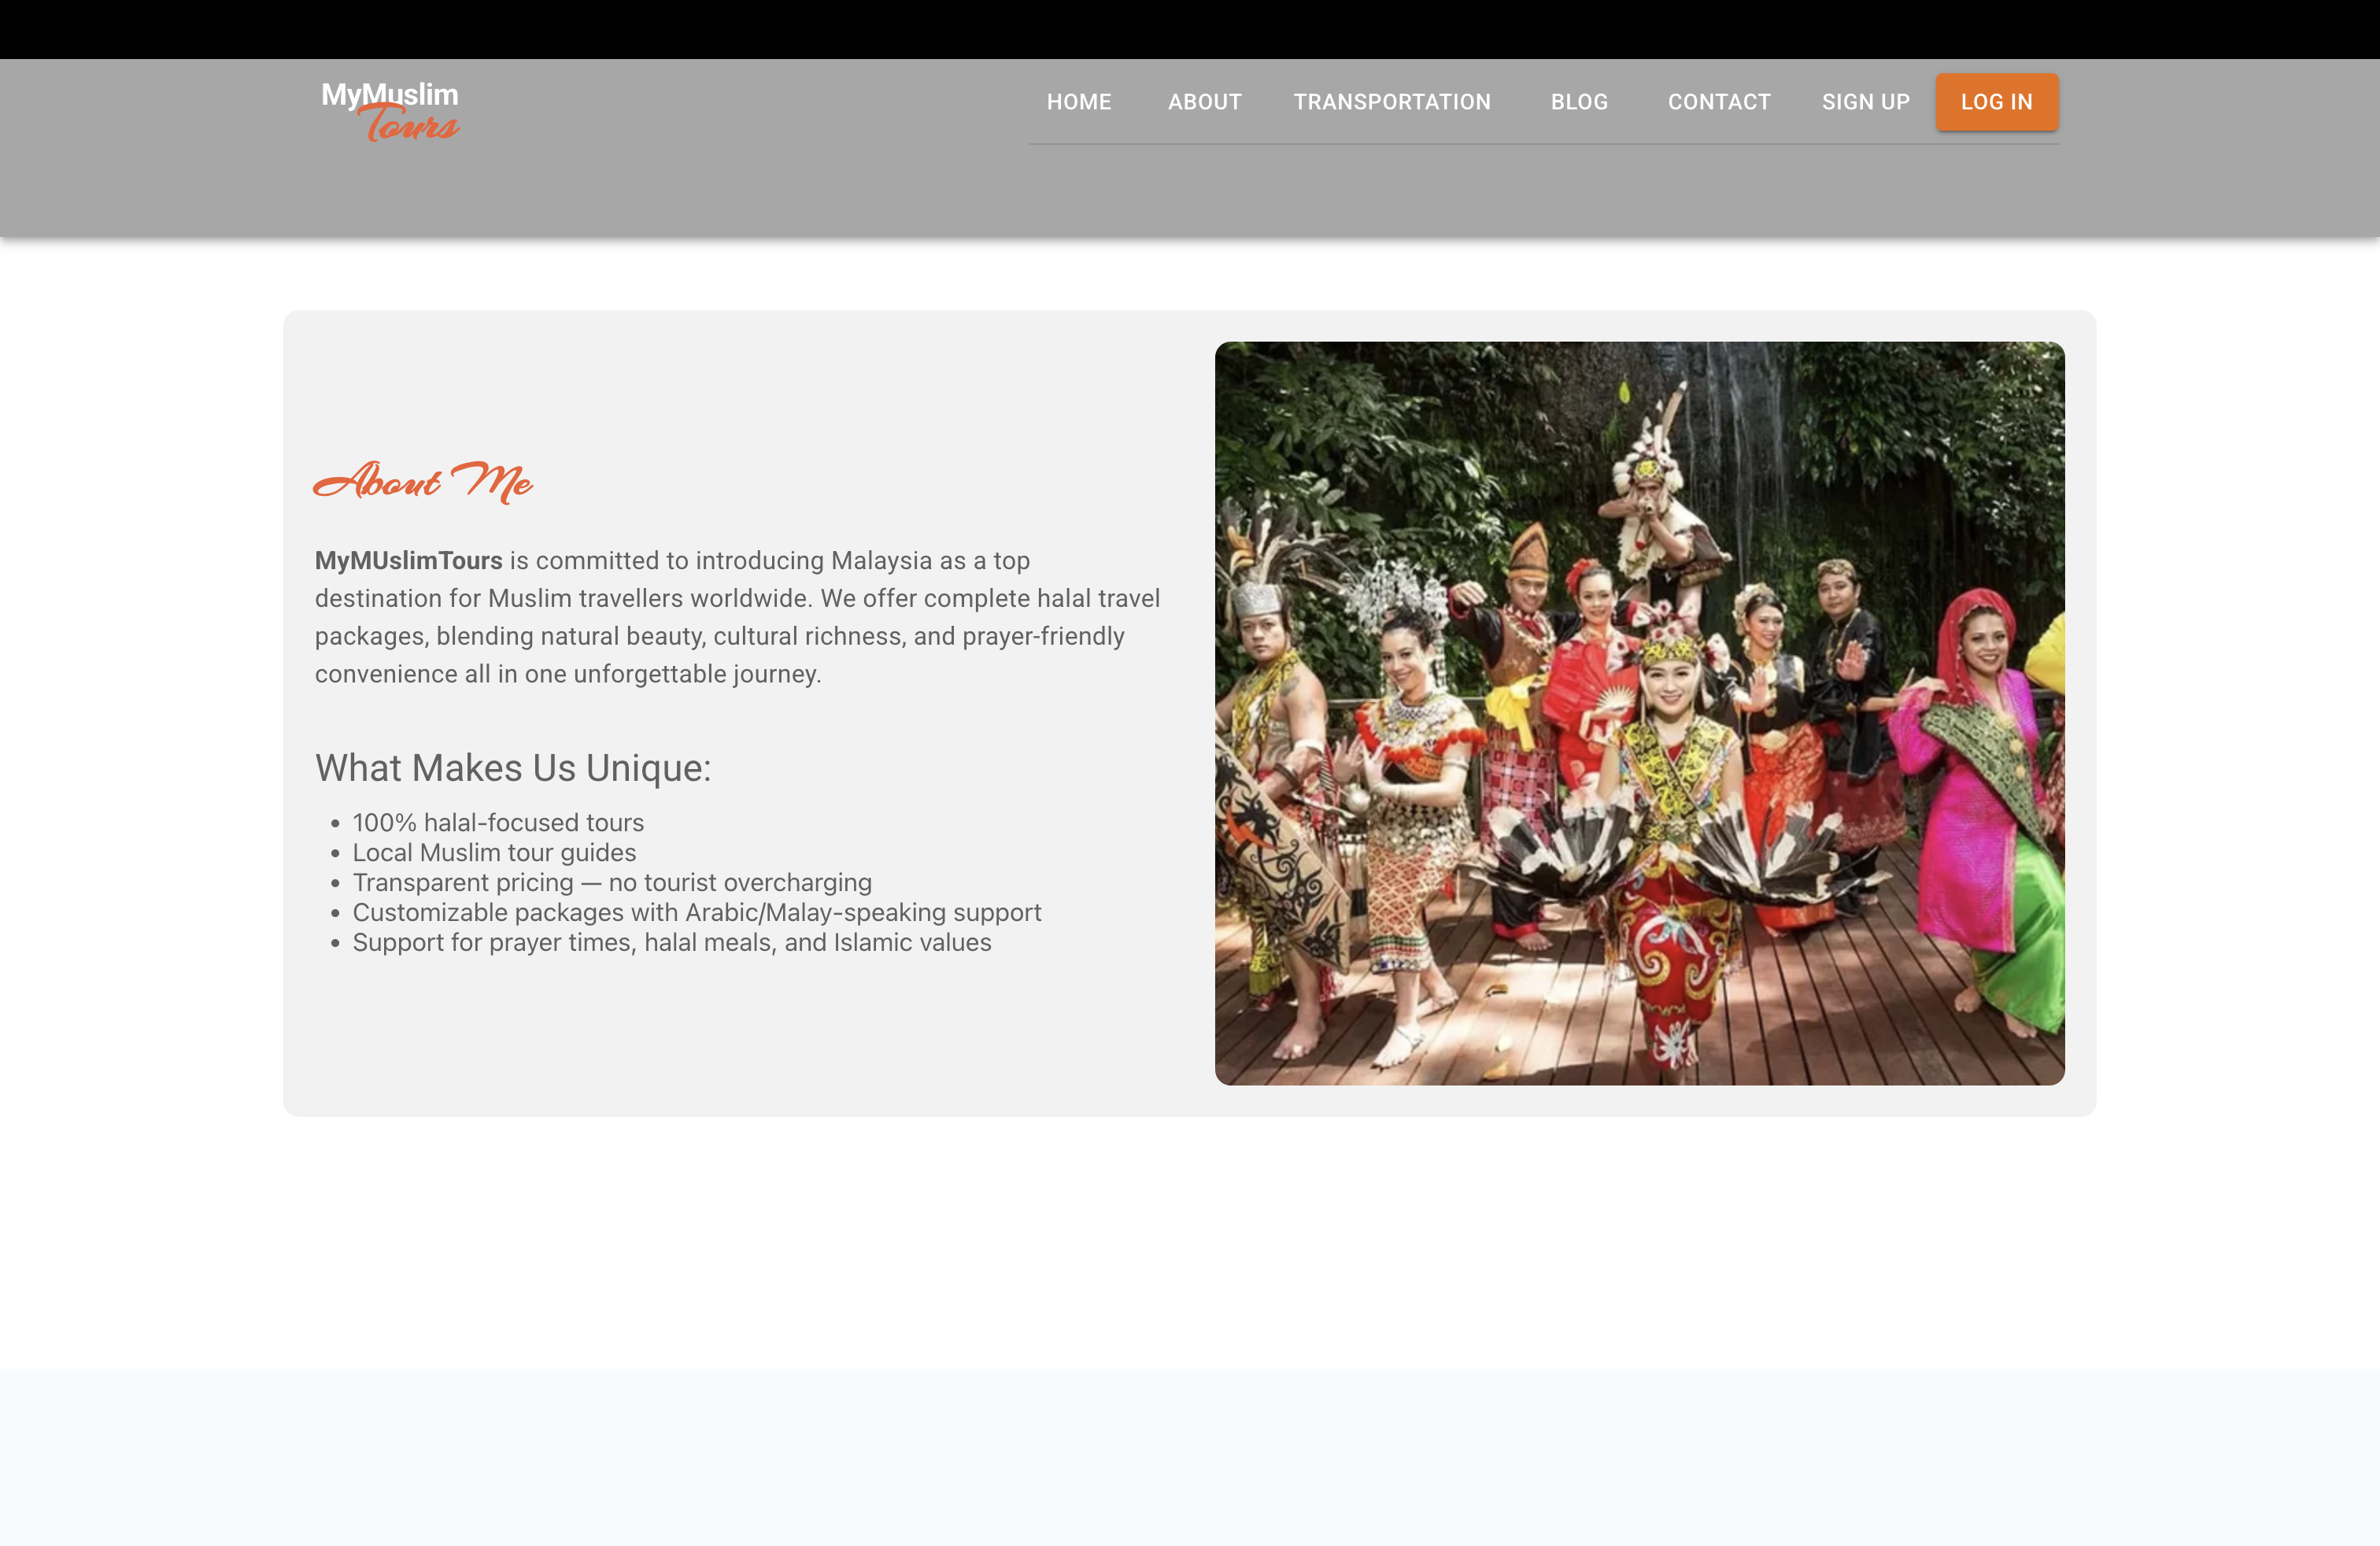 MyMuslim
Tours
HOME ABOUT TRANSPORTATION BLOG CONTACT SIGN UP LOG IN
About Me
MyMUslimTours is committed to introducing Malaysia as a top
destination for Muslim travellers worldwide. We offer complete halal travel
packages, blending natural beauty, cultural richness, and prayer-friendly
convenience all in one unforgettable journey.
What Makes Us Unique:
• 100% halal-focused tours
• Local Muslim tour guides
• Transparent pricing — no tourist overcharging
• Customizable packages with Arabic/Malay-speaking support
• Support for prayer times, halal meals, and Islamic values